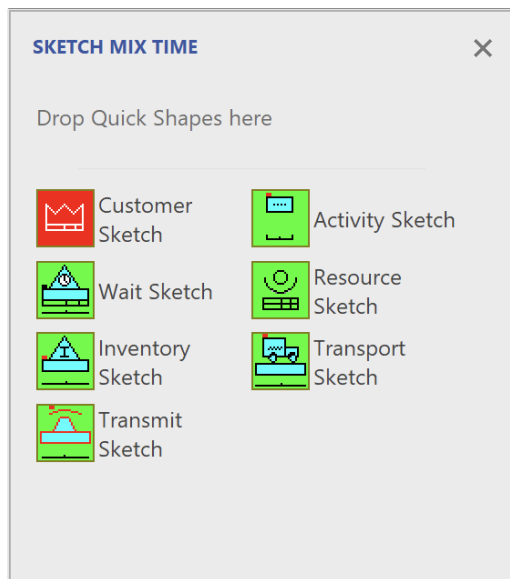 SKETCH MIX TIME
Drop Quick Shapes here
Customer
Sketch
Activity Sketch
Wait Sketch
Resource
Sketch
Inventory
Sketch
Transport
Sketch
Transmit
Sketch